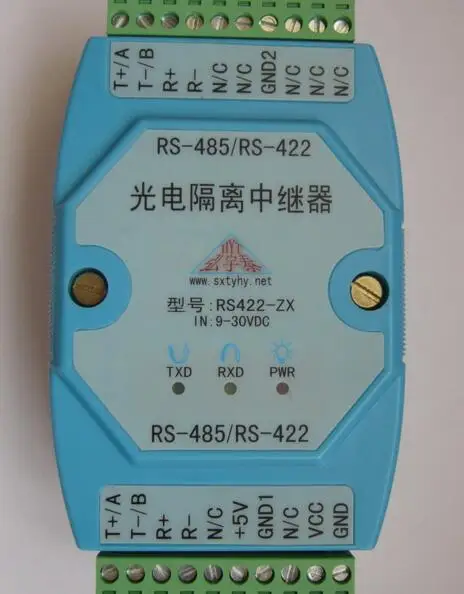 T+/A T-/B R+ R- N/C N/C GND2 N/C N/C N/C
RS-485/RS-422
光电隔离中继器
www.sxtyhy.net
型号:RS422-ZX
IN:9-30VDC
TXD RXD PWR
RS-485/RS-422
T+/A T-/B R+ R- N/C +5V GND1 N/C VCC GND